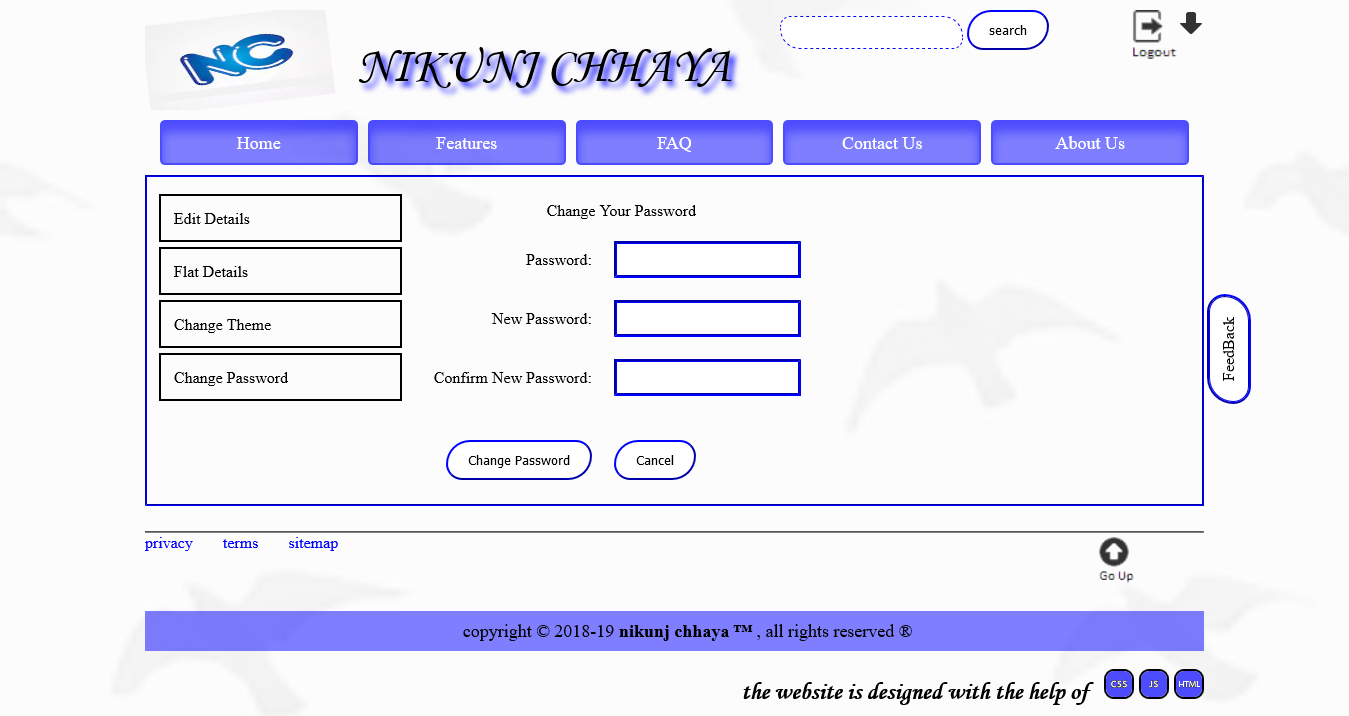 NC
NIKUNJ CHHAYA
search
Logout
Home
Features
FAQ
Contact Us
About Us
Edit Details
Flat Details
Change Theme
Change Password
Change Your Password
Password:
New Password:
Confirm New Password:
Change Password
Cancel
FeedBack
privacy
terms
sitemap
Go Up
copyright © 2018-19 nikunj chhaya ™ , all rights reserved ®
the website is designed with the help of
CSS
JS
HTML